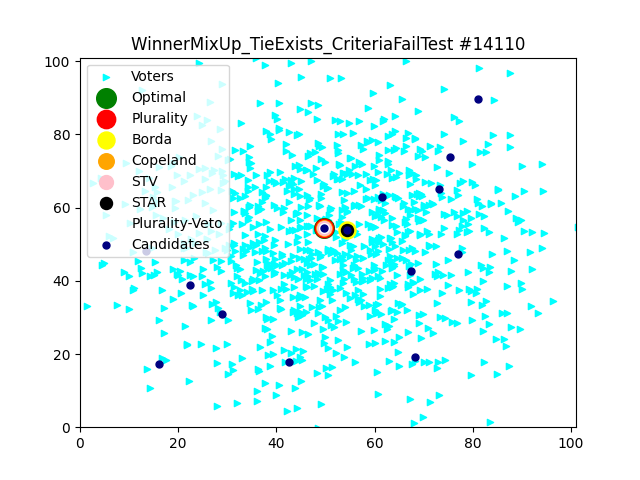 WinnerMixUp_TieExists_CriteriaFailTest #14110
Voters
Optimal
Plurality
Borda
Copeland
STV
STAR
Plurality-Veto
Candidates
100
80
60
40
20
0
0 20 40 60 80 100